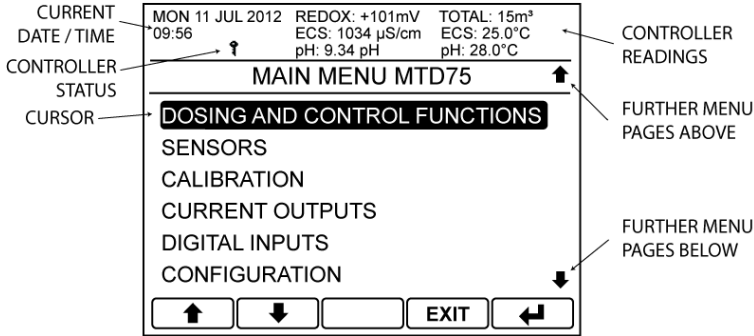 CURRENT
DATE / TIME
CONTROLLER
STATUS
CURSOR
MON 11 JUL 2012 REDOX: +101mV TOTAL: 15m³
09:56 ECS: 1034 µS/cm ECS: 25.0°C
pH: 9.34 pH pH: 28.0°C
MAIN MENU MTD75
DOSING AND CONTROL FUNCTIONS
SENSORS
CALIBRATION
CURRENT OUTPUTS
DIGITAL INPUTS
CONFIGURATION
EXIT
CONTROLLER
READINGS
FURTHER MENU
PAGES ABOVE
FURTHER MENU
PAGES BELOW